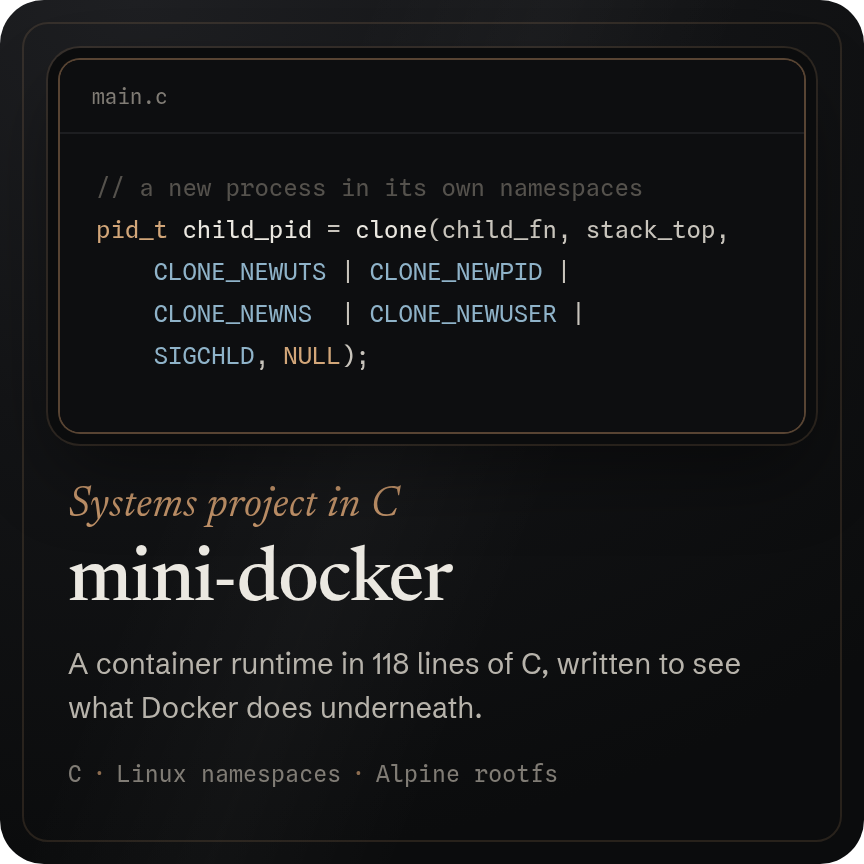 main.c
// a new process in its own namespaces
pid_t child_pid = clone(child_fn, stack_top,
    CLONE_NEWUTS | CLONE_NEWPID |
    CLONE_NEWNS  | CLONE_NEWUSER |
    SIGCHLD, NULL);
Systems project in C
mini-docker
A container runtime in 118 lines of C, written to see
what Docker does underneath.
C · Linux namespaces · Alpine rootfs